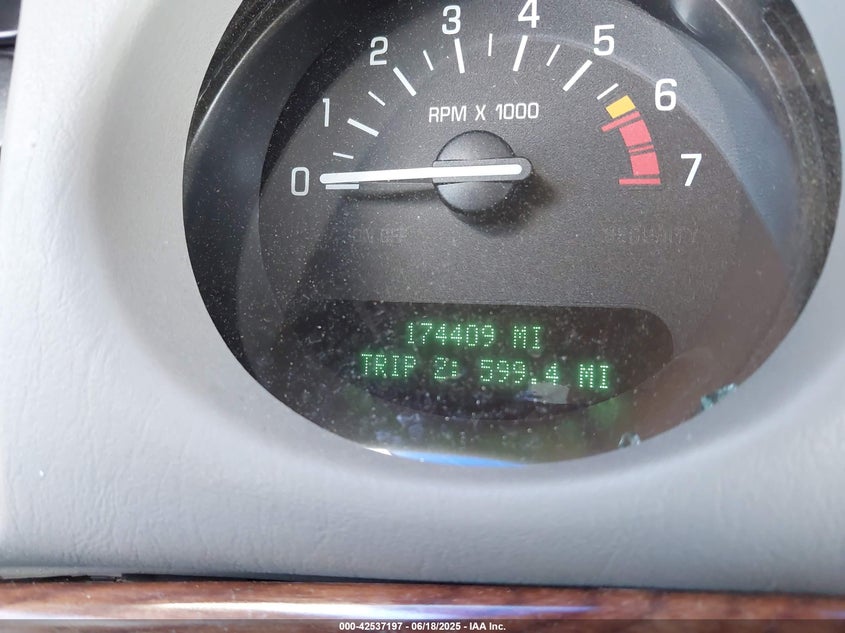 0 1 2 3 4 5 6 7
RPM X 1000
SECURITY
174409 MI
TRIP 2: 599.4 MI
000-42537197 - 06/18/2025 - IAA Inc.